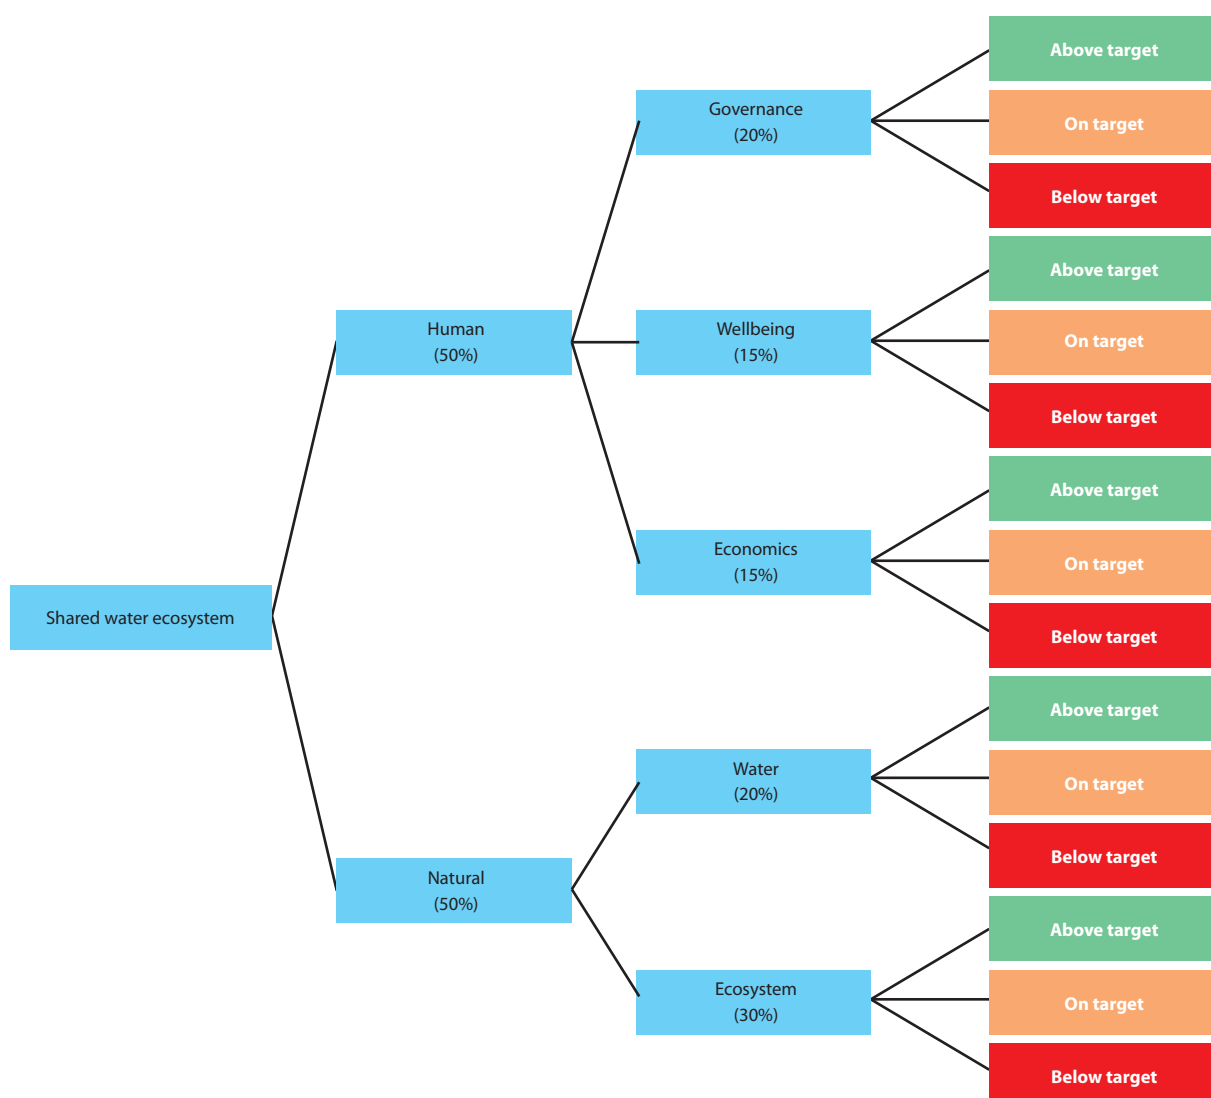 Shared water ecosystem
Human
(50%)
Natural
(50%)
Governance
(20%)
Wellbeing
(15%)
Economics
(15%)
Water
(20%)
Ecosystem
(30%)
Above target
On target
Below target
Above target
On target
Below target
Above target
On target
Below target
Above target
On target
Below target
Above target
On target
Below target